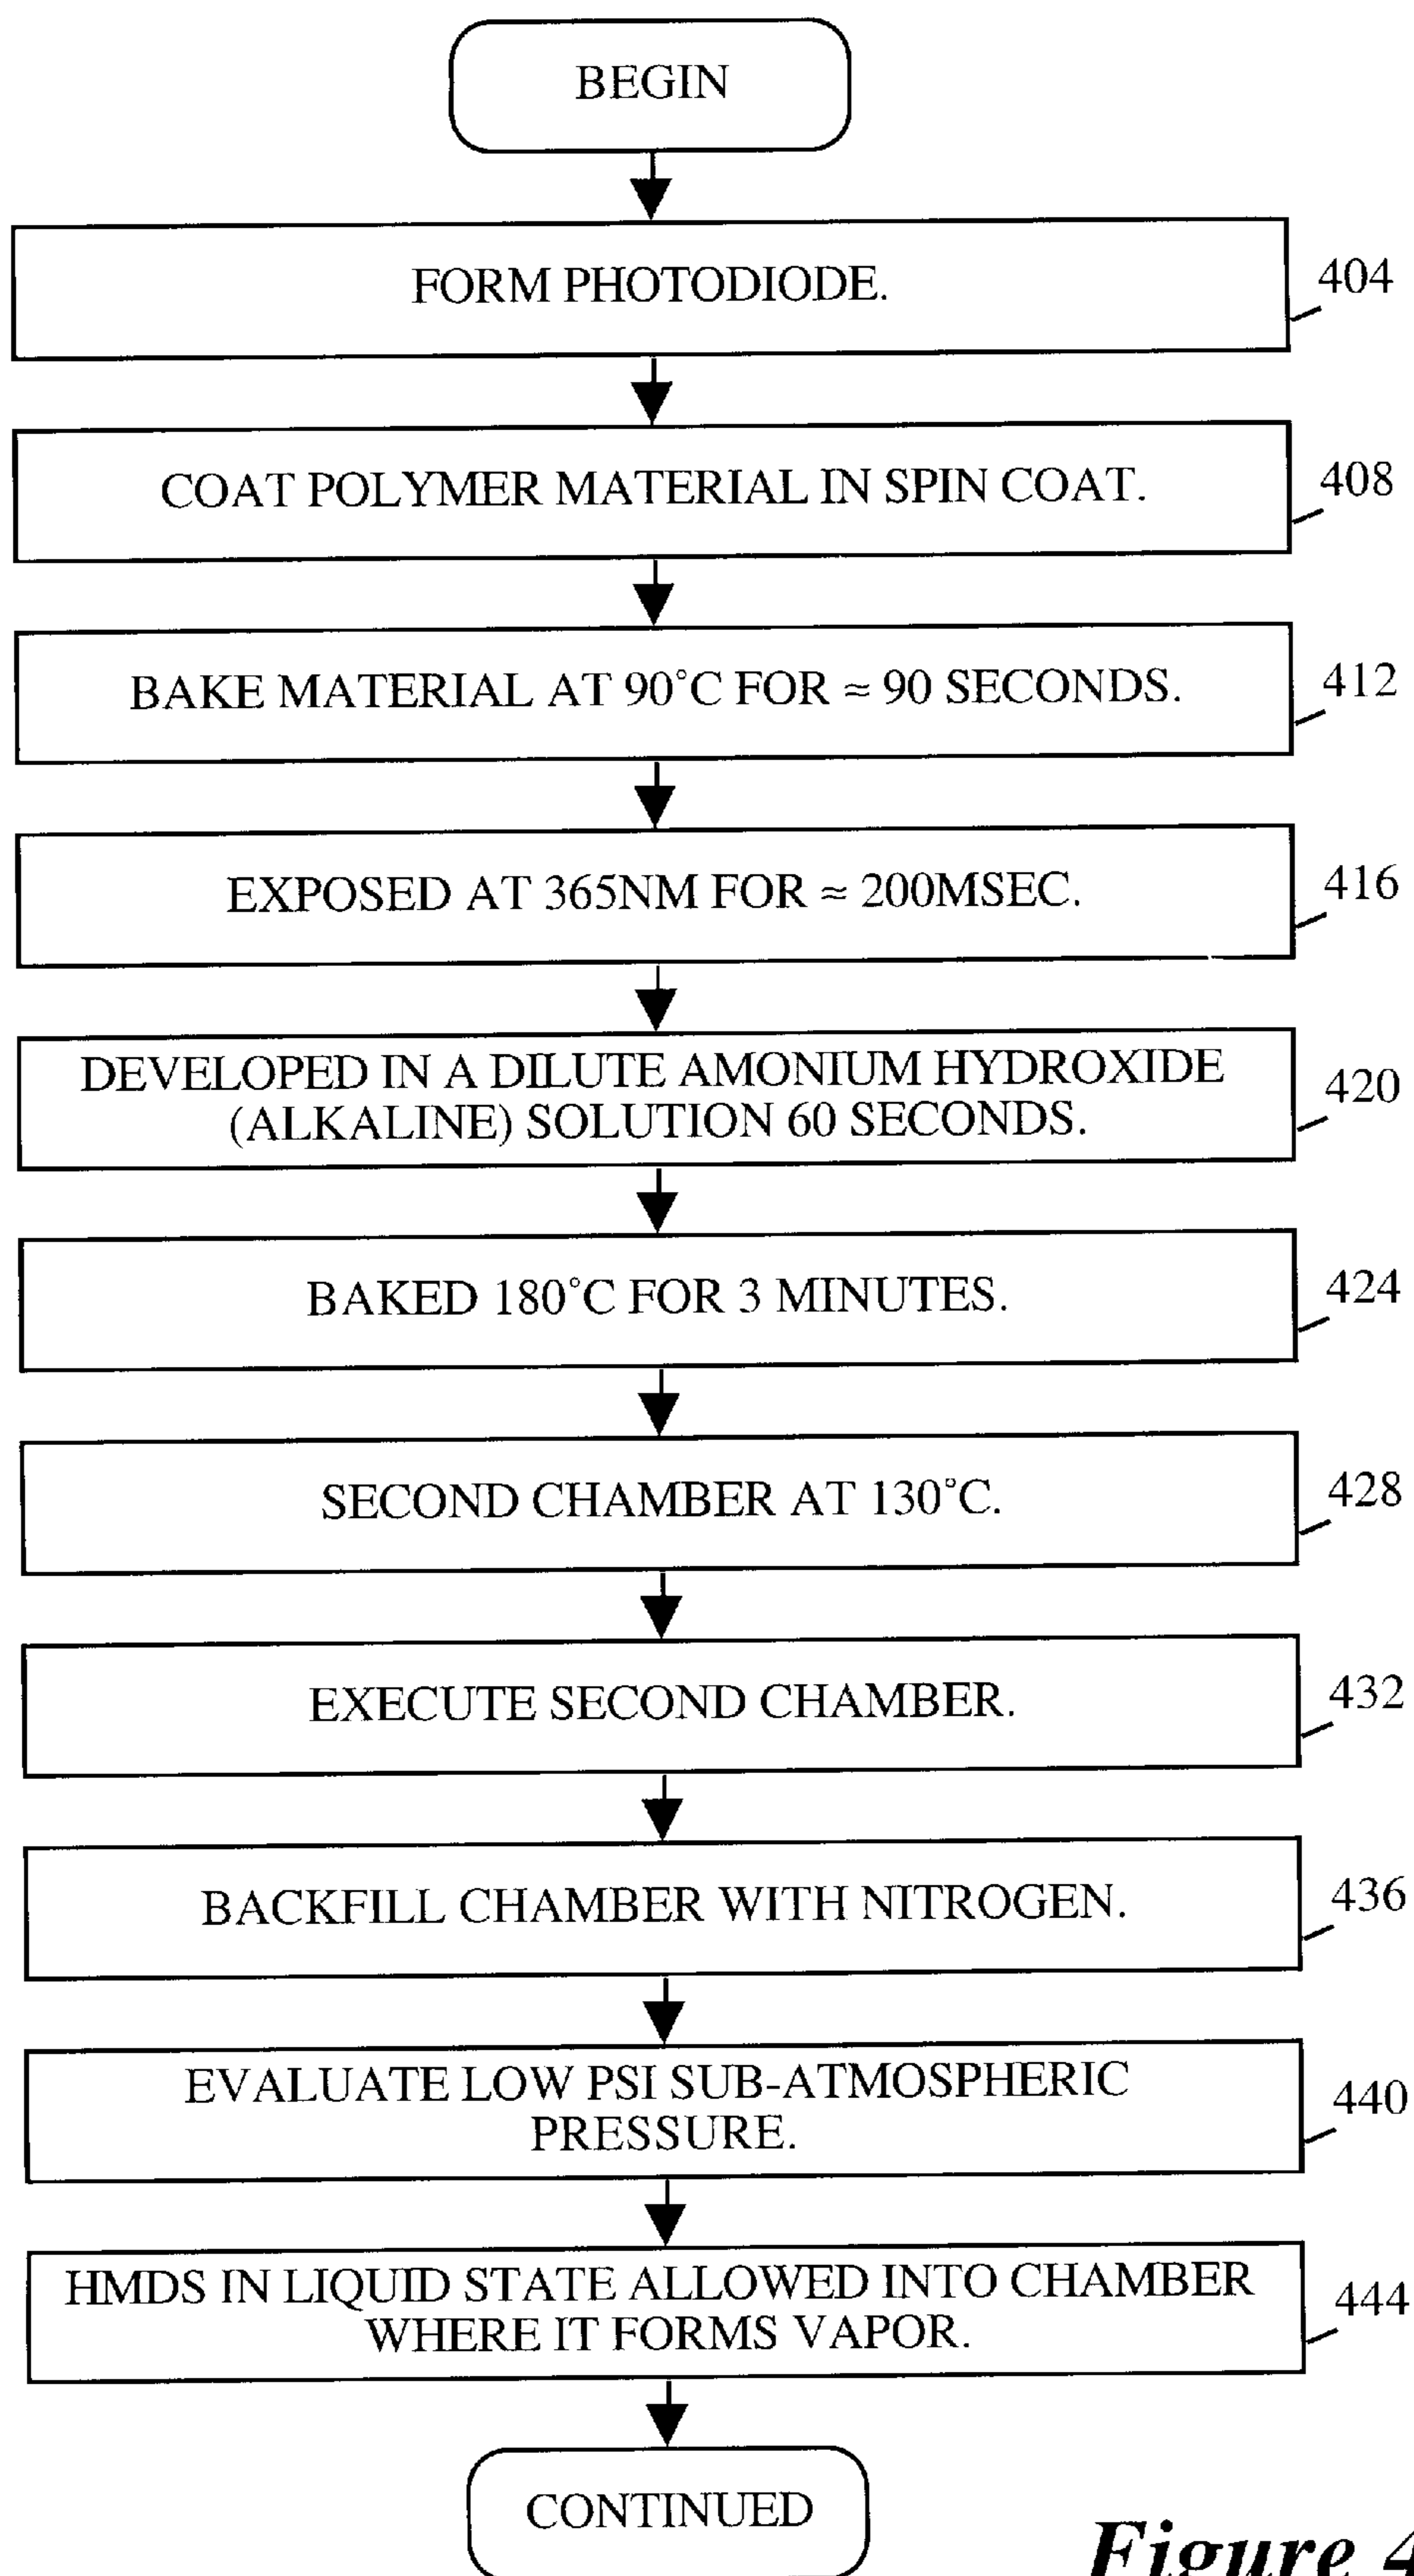 BEGIN
FORM PHOTODIODE.
404
COAT POLYMER MATERIAL IN SPIN COAT.
408
BAKE MATERIAL AT 90°C FOR ≈ 90 SECONDS.
412
EXPOSED AT 365NM FOR ≈ 200MSEC.
416
DEVELOPED IN A DILUTE AMONIUM HYDROXIDE
(ALKALINE) SOLUTION 60 SECONDS.
420
BAKED 180°C FOR 3 MINUTES.
424
SECOND CHAMBER AT 130°C.
428
EXECUTE SECOND CHAMBER.
432
BACKFILL CHAMBER WITH NITROGEN.
436
EVALUATE LOW PSI SUB-ATMOSPHERIC
PRESSURE.
440
HMDS IN LIQUID STATE ALLOWED INTO CHAMBER
WHERE IT FORMS VAPOR.
444
CONTINUED
Figure 4